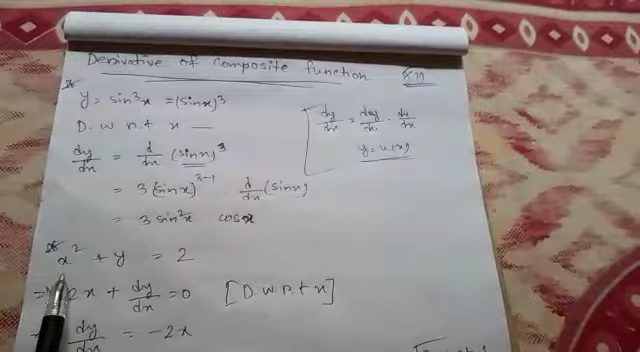 Derivative of composite function
y = sin³x = (sinx)³
D. w r. t x —
dy/dx = d/dx (sinx)³
= 3(sinx)³⁻¹ d/dx (sinx)
= 3 sin²x cosx
dy/dx = dy/du · du/dx
y = u(x)
x² + y = 2
⇒ 2x + dy/dx = 0 [D. w r. t x]
dy/dx = -2x